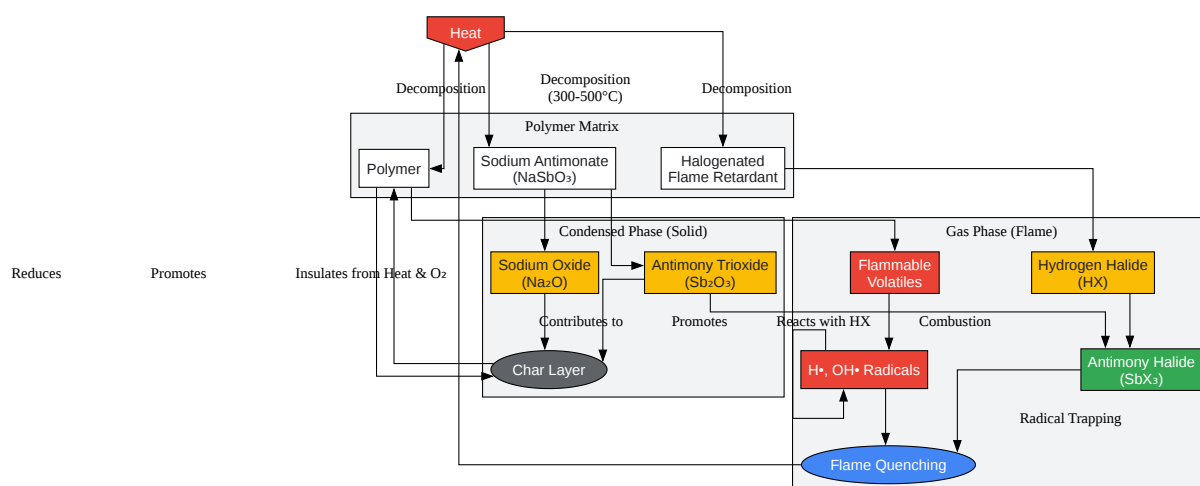 Heat
Decomposition
Decomposition
(300-500°C)
Decomposition
Polymer Matrix
Polymer
Sodium Antimonate
(NaSbO₃)
Halogenated
Flame Retardant
Condensed Phase (Solid)
Gas Phase (Flame)
Sodium Oxide
(Na₂O)
Antimony Trioxide
(Sb₂O₃)
Flammable
Volatiles
Hydrogen Halide
(HX)
Reduces
Promotes
Insulates from Heat & O₂
Contributes to
Promotes
Reacts with HX
Combustion
Char Layer
H•, OH• Radicals
Antimony Halide
(SbX₃)
Radical Trapping
Flame Quenching